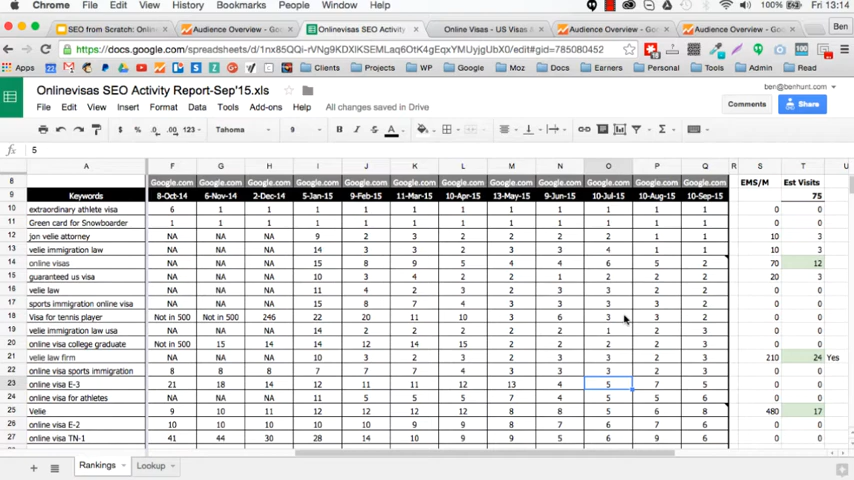 Chrome File Edit View History Bookmarks People Window Help 100% Fri 13:14
SEO from Scratch: 2.0 Audience Overview - G Onlinevisas SEO Activity Online Visas - US Visas A Audience Overview - G Audience Overview - G Ben
https://docs.google.com/spreadsheets/d/1nx85QQi-rVNg9KDXlKSEML6aOtK4gEqxYMUyjgUbX0/edit#gid=785080452
Apps Clients Projects WP Google Docs Earners Personal Tools Admin Read
Onlinevisas SEO Activity Report-Sep'15.xls ben@benhunt.com
File Edit View Insert Format Data Tools Add-ons Help All changes saved in Drive Comments Share
$ % .0 .00 123 Tahoma 9 B I S A
fx 5
A F G H I J K L M N O P Q R S T U
8 Google.com Google.com Google.com Google.com Google.com Google.com Google.com Google.com Google.com Google.com Google.com Google.com EMS/M Est Visits
9 Keywords 8-Oct-14 6-Nov-14 2-Dec-14 5-Jan-15 9-Feb-15 11-Mar-15 10-Apr-15 13-May-15 9-Jun-15 10-Jul-15 10-Aug-15 10-Sep-15 75
10 extraordinary athlete visa 6 1 1 1 1 1 1 1 1 1 1 1 0 0
11 Green card for Snowboarder 1 1 1 1 1 1 1 1 1 1 1 1 0 0
12 jon velie attorney NA NA NA 9 2 2 2 2 2 2 1 1 10 3
13 velie immigration law NA NA NA 14 3 3 2 3 3 4 1 1 10 3
14 online visas NA NA NA 15 8 9 5 4 4 6 5 2 70 12
15 guaranteed us visa NA NA NA 10 3 4 2 2 1 2 2 2 20 3
16 velie law NA NA NA 11 4 2 3 2 3 3 2 2 0 0
17 sports immigration online visa NA NA NA 15 8 7 4 3 3 3 3 2 0 0
18 Visa for tennis player Not in 500 Not in 500 246 22 20 11 10 3 6 3 3 2 0 0
19 velie immigration law usa NA NA NA 14 2 2 2 2 2 1 2 3 0 0
20 online visa college graduate Not in 500 15 14 14 12 14 15 2 2 2 2 3 0 0
21 velie law firm NA NA NA 10 3 2 3 2 3 3 2 3 210 24 Yes
22 online visa sports immigration 8 8 8 7 7 7 4 3 3 3 2 3 0 0
23 online visa E-3 21 18 14 12 11 11 12 13 4 5 7 5 0 0
24 online visa for athletes NA NA NA 11 5 5 5 7 4 5 5 6 0 0
25 Velie 9 10 11 12 12 12 12 8 8 5 6 8 480 17
26 online visa E-2 10 10 10 10 10 9 9 8 7 6 7 6 0 0
27 online visa TN-1 41 44 30 28 14 10 9 9 5 6 9 6 0 0
Rankings Lookup